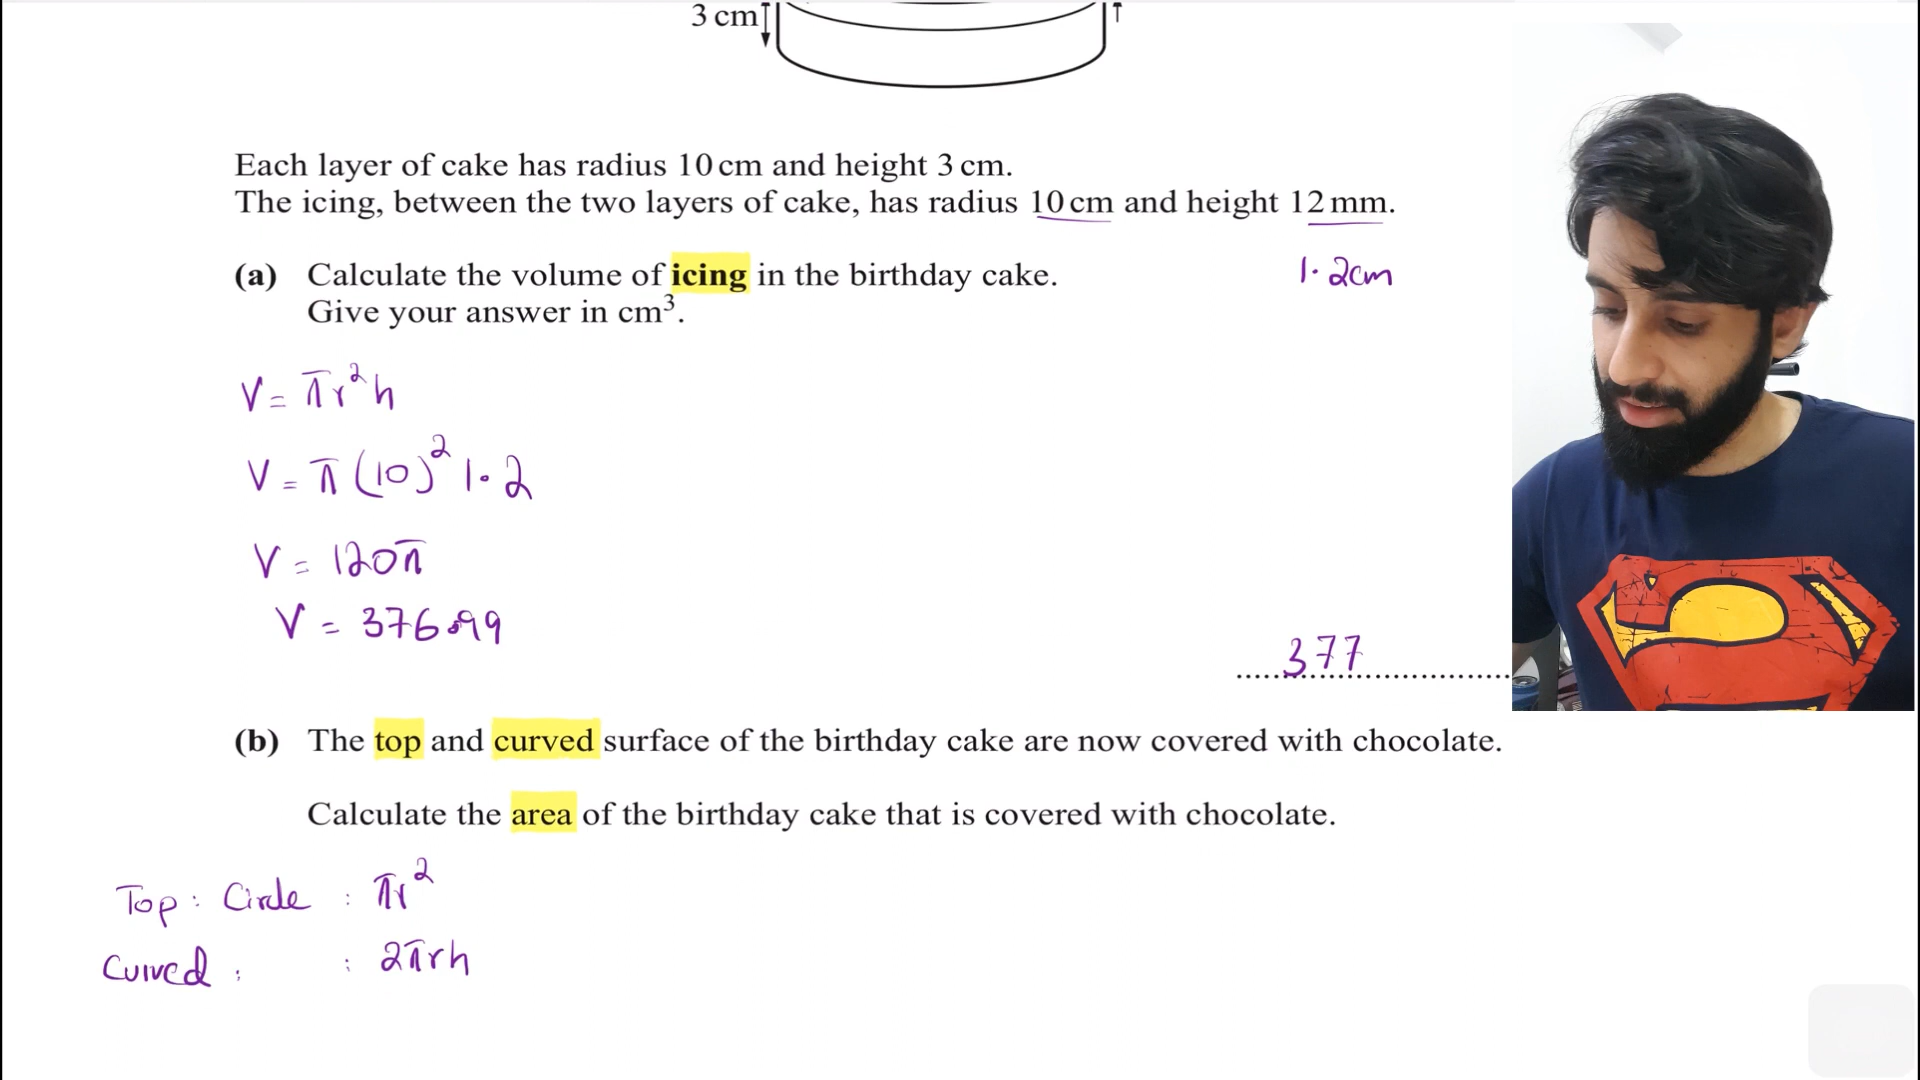 3 cm
Each layer of cake has radius 10 cm and height 3 cm.
The icing, between the two layers of cake, has radius 10 cm and height 12 mm.
(a) Calculate the volume of icing in the birthday cake.
1.2cm
Give your answer in cm³.
V = πr²h
V = π(10)² 1.2
V = 120π
V = 376.99
377
(b) The top and curved surface of the birthday cake are now covered with chocolate.
Calculate the area of the birthday cake that is covered with chocolate.
Top : Circle : πr²
Curved : : 2πrh